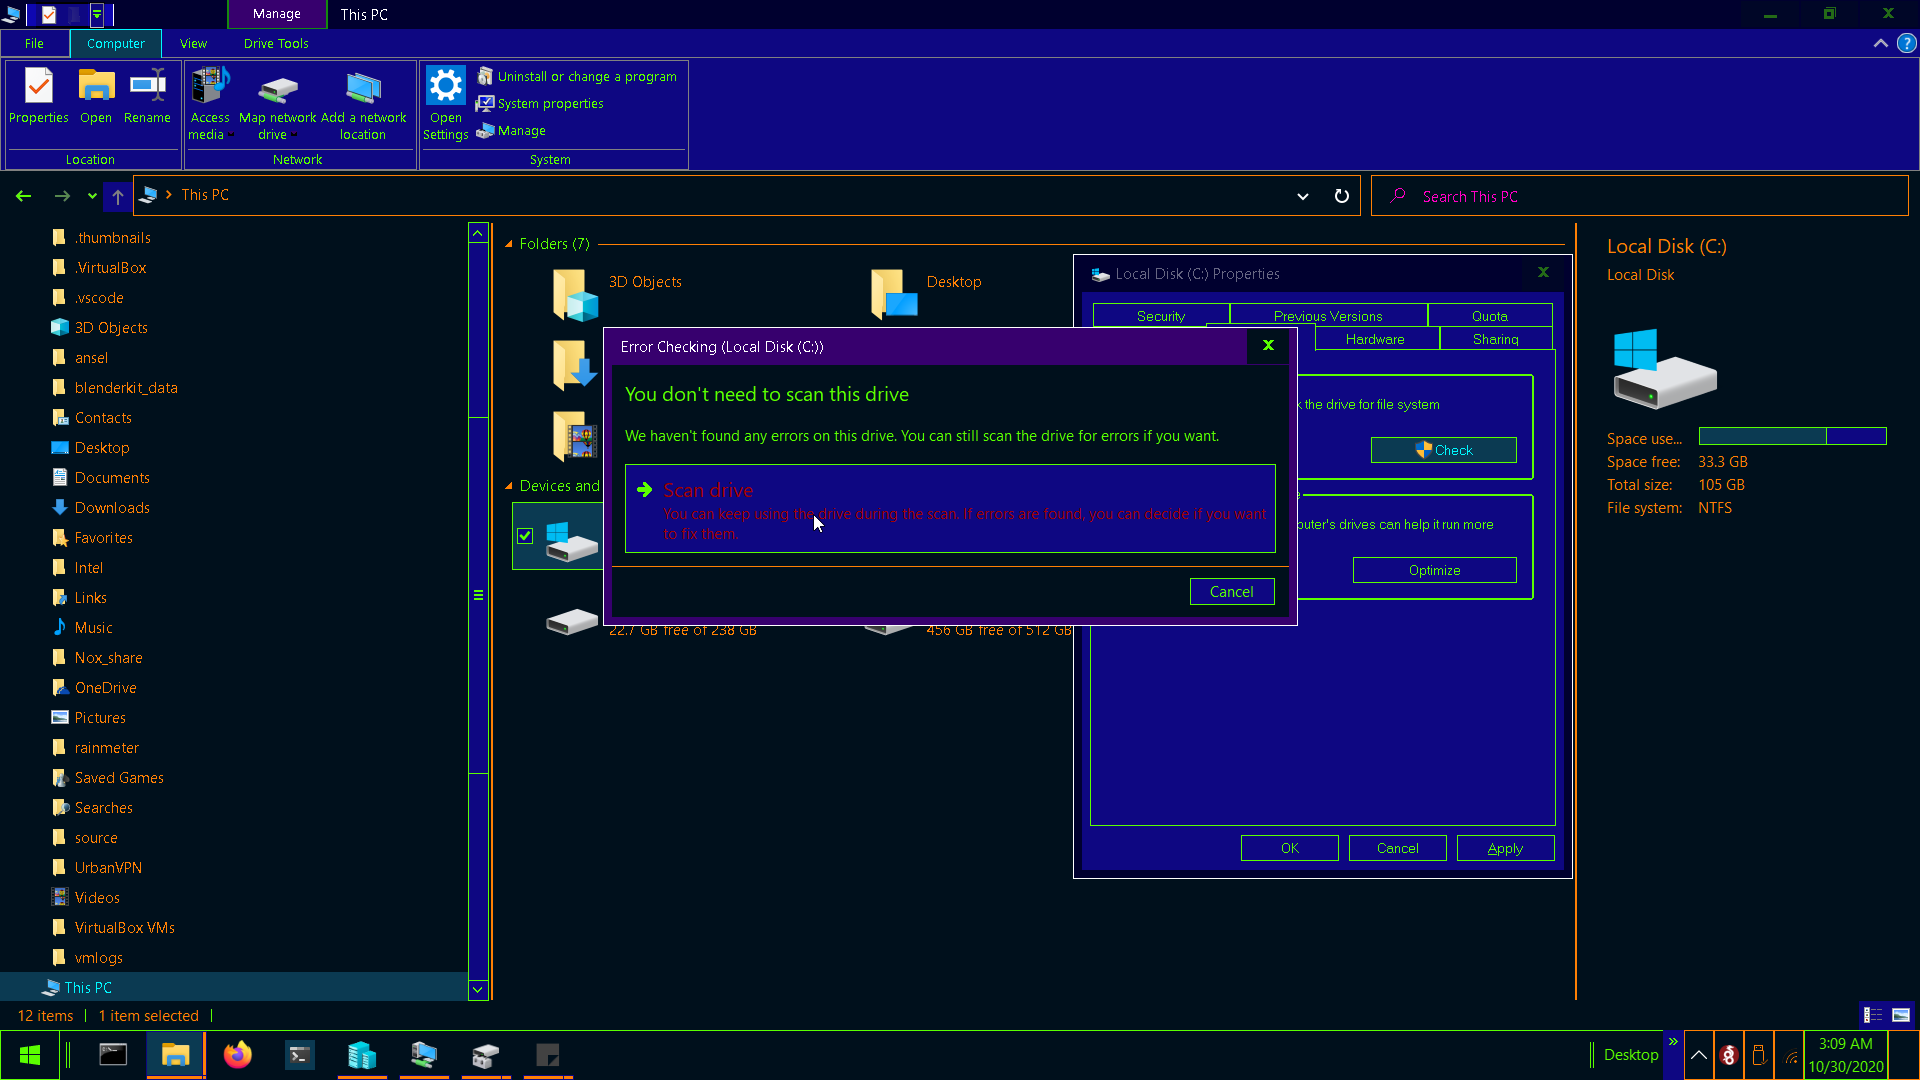 Manage
This PC
File
Computer
View
Drive Tools
Properties
Open
Rename
Access media
Map network drive
Add a network location
Open Settings
Uninstall or change a program
System properties
Manage
Location
Network
System
This PC
Search This PC
.thumbnails
.VirtualBox
.vscode
3D Objects
ansel
blenderkit_data
Contacts
Desktop
Documents
Downloads
Favorites
Intel
Links
Music
Nox_share
OneDrive
Pictures
rainmeter
Saved Games
Searches
source
UrbanVPN
Videos
VirtualBox VMs
vmlogs
This PC
Folders (7)
3D Objects
Desktop
Devices and
22.7 GB free of 238 GB
456 GB free of 512 GB
Error Checking (Local Disk (C:))
You don't need to scan this drive
We haven't found any errors on this drive. You can still scan the drive for errors if you want.
Scan drive
You can keep using the drive during the scan. If errors are found, you can decide if you want
to fix them.
Cancel
Local Disk (C:) Properties
Security
Previous Versions
Quota
Hardware
Sharing
the drive for file system
Check
drives can help it run more
Optimize
OK
Cancel
Apply
Local Disk (C:)
Local Disk
Space use...
Space free: 33.3 GB
Total size: 105 GB
File system: NTFS
12 items
1 item selected
Desktop
3:09 AM
10/30/2020